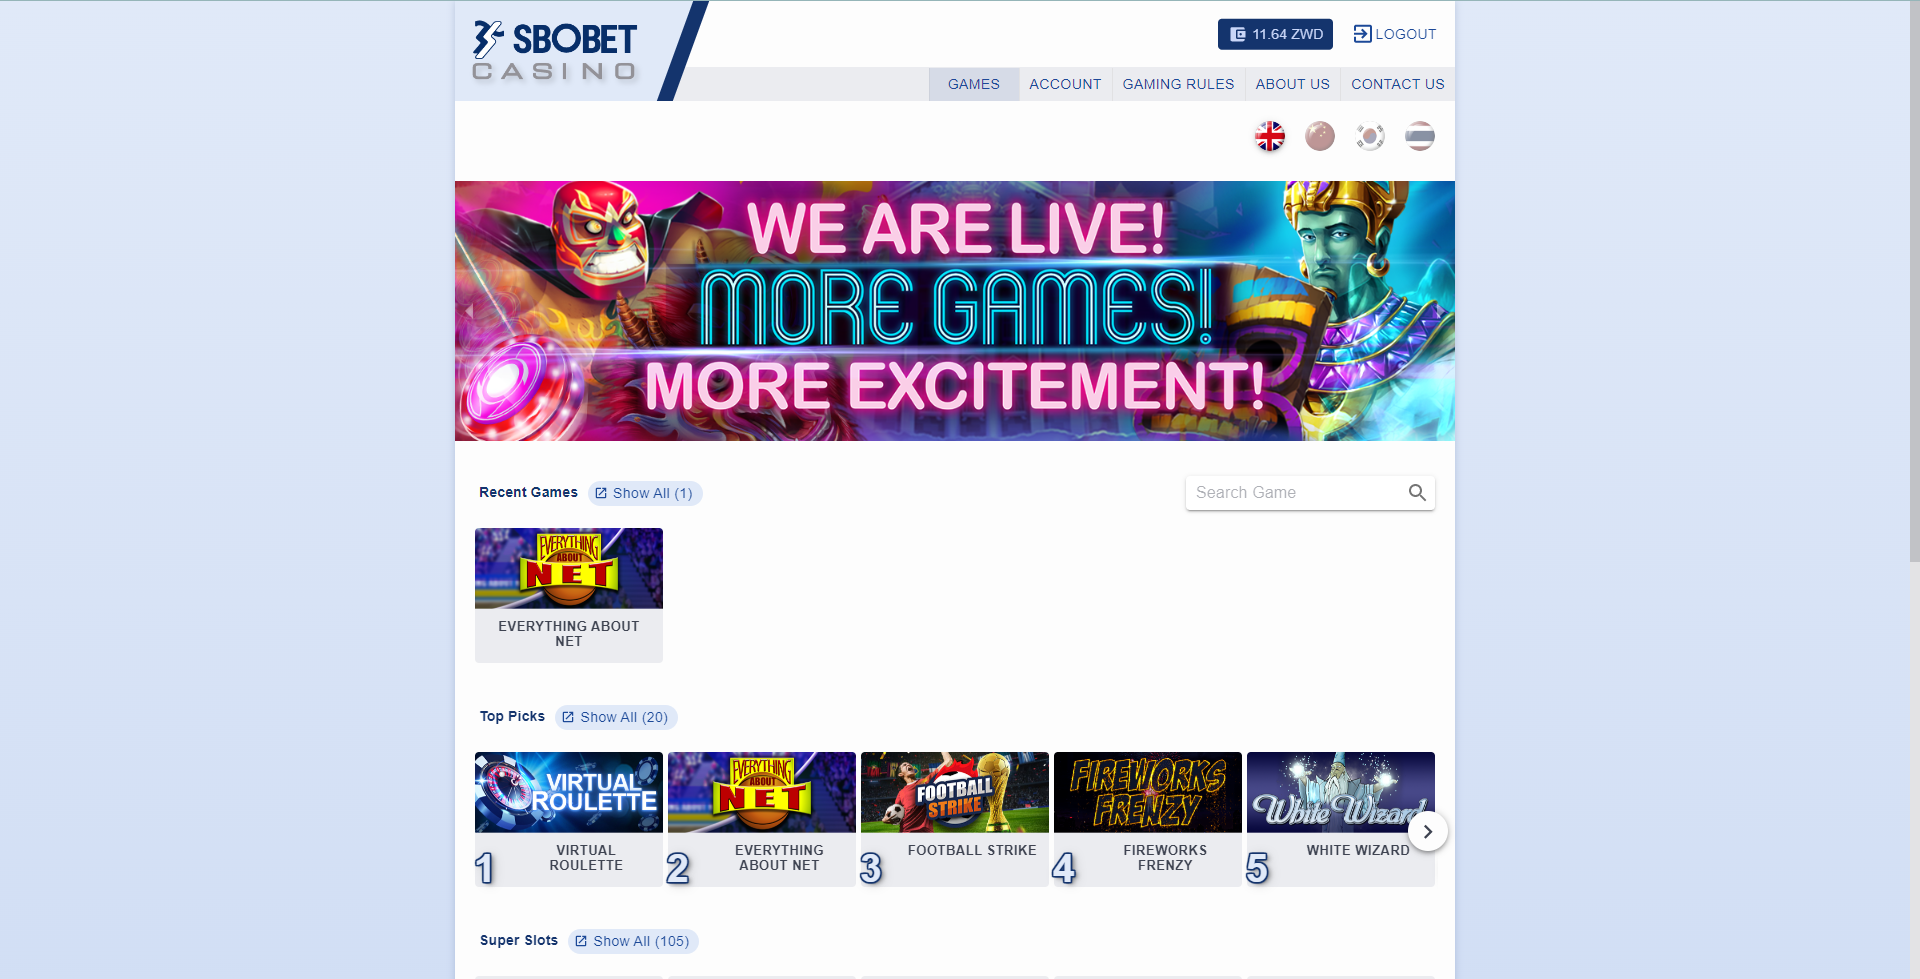 SBOBET
CASINO
11.64 ZWD
LOGOUT
GAMES
ACCOUNT
GAMING RULES
ABOUT US
CONTACT US
WE ARE LIVE!
MORE GAMES!
MORE EXCITEMENT!
Recent Games
Show All (1)
Search Game
EVERYTHING
ABOUT
NET
EVERYTHING ABOUT
NET
Top Picks
Show All (20)
VIRTUAL
ROULETTE
EVERYTHING
ABOUT
NET
FOOTBALL
STRIKE
FIREWORKS
FRENZY
White Wizard
1
VIRTUAL
ROULETTE
2
EVERYTHING
ABOUT NET
3
FOOTBALL STRIKE
4
FIREWORKS
FRENZY
5
WHITE WIZARD
Super Slots
Show All (105)